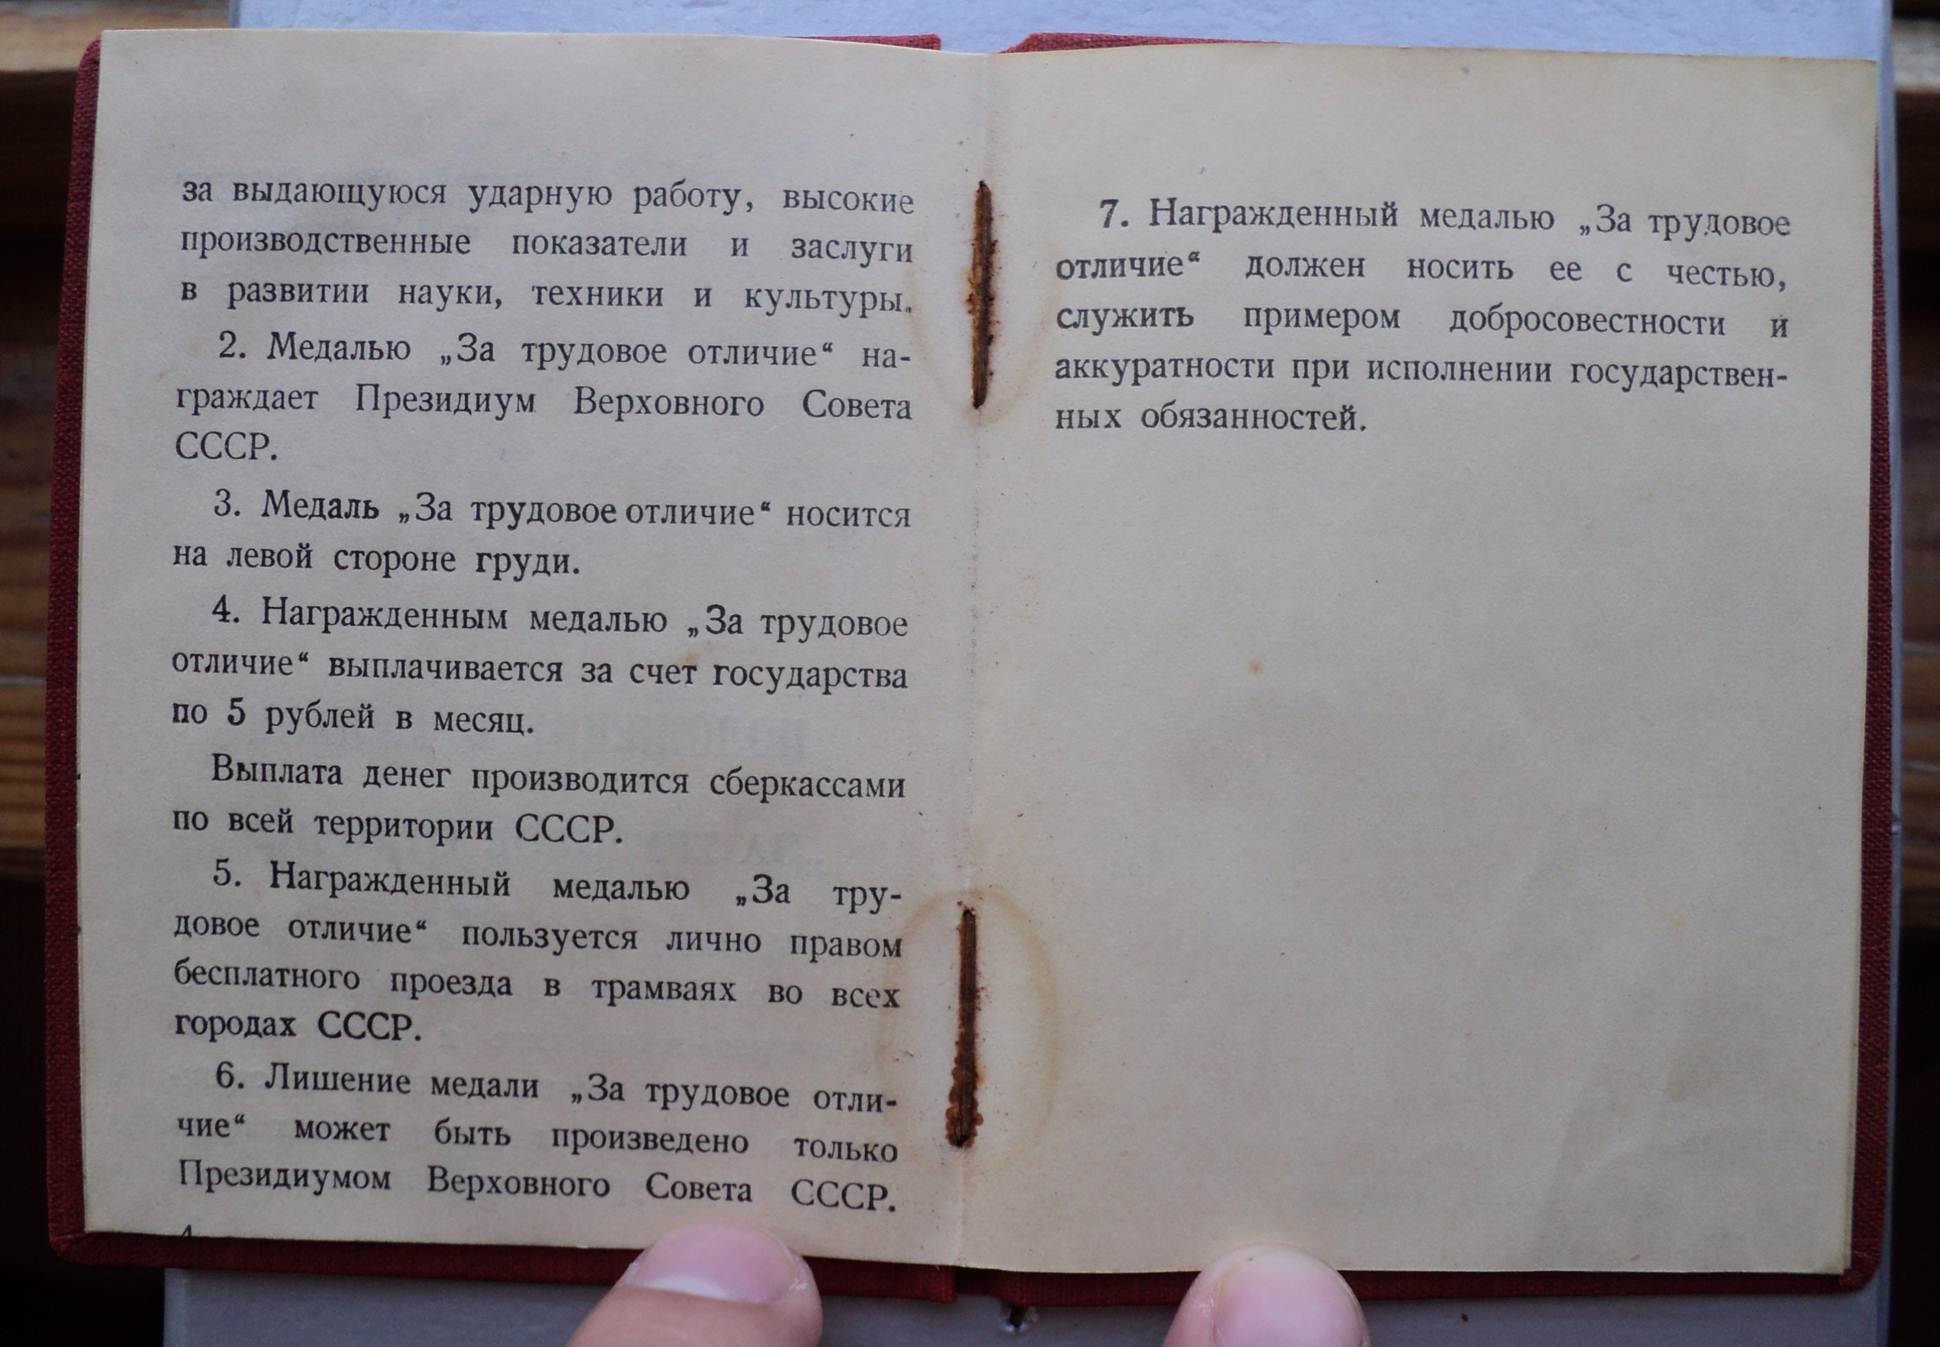 за выдающуюся ударную работу, высокие
производственные показатели и заслуги
в развитии науки, техники и культуры.
2. Медалью „За трудовое отличие“ на-
граждает Президиум Верховного Совета
СССР.
3. Медаль „За трудовое отличие“ носится
на левой стороне груди.
4. Награжденным медалью „За трудовое
отличие“ выплачивается за счет государства
по 5 рублей в месяц.
Выплата денег производится сберкассами
по всей территории СССР.
5. Награжденный медалью „За тру-
довое отличие“ пользуется лично правом
бесплатного проезда в трамваях во всех
городах СССР.
6. Лишение медали „За трудовое отли-
чие“ может быть произведено только
Президиумом Верховного Совета СССР.
7. Награжденный медалью „За трудовое
отличие“ должен носить ее с честью,
служить примером добросовестности и
аккуратности при исполнении государствен-
ных обязанностей.